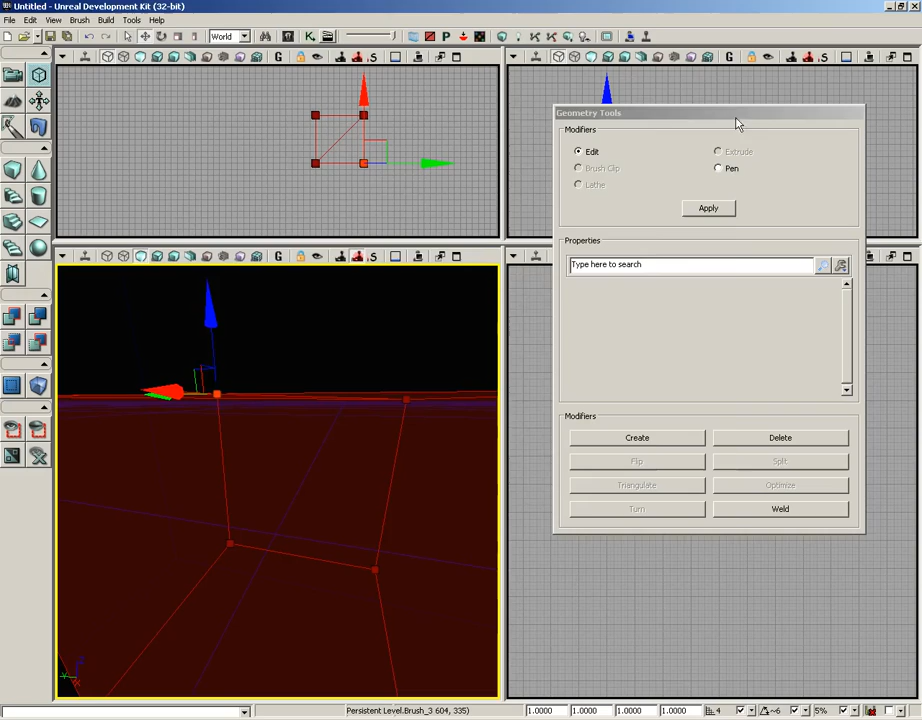 Untitled - Unreal Development Kit (32-bit)
File Edit View Brush Build Tools Help
World
Geometry Tools
Modifiers
Edit
Extrude
Brush Clip
Pen
Lathe
Apply
Properties
Type here to search
Modifiers
Create
Delete
Flip
Split
Triangulate
Optimize
Turn
Weld
Persistent Level.Brush_3 604, 335)
1.0000
1.0000
1.0000
1.0000
4
~6
5%